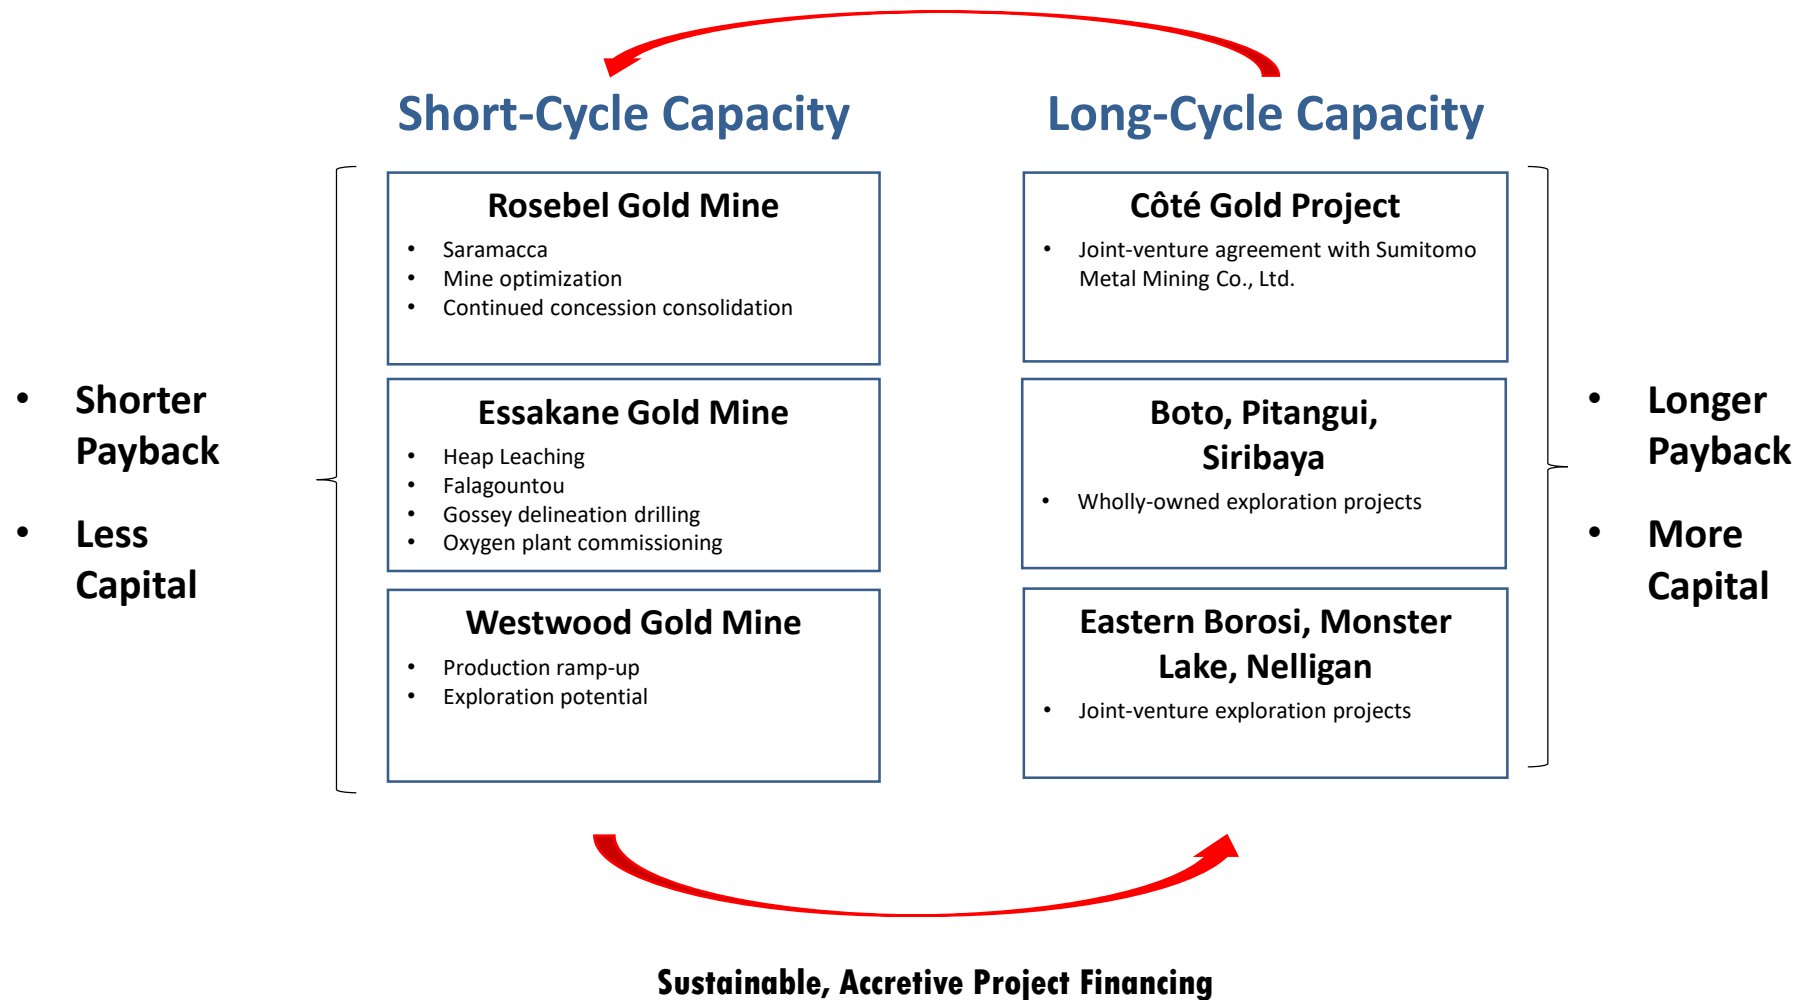 Short-Cycle Capacity
Long-Cycle Capacity
• Shorter
Payback
• Less
Capital
Rosebel Gold Mine
• Saramacca
• Mine optimization
• Continued concession consolidation
Essakane Gold Mine
• Heap Leaching
• Falagountou
• Gossey delineation drilling
• Oxygen plant commissioning
Westwood Gold Mine
• Production ramp-up
• Exploration potential
Côté Gold Project
• Joint-venture agreement with Sumitomo
Metal Mining Co., Ltd.
Boto, Pitangui,
Siribaya
• Wholly-owned exploration projects
Eastern Borosi, Monster
Lake, Nelligan
• Joint-venture exploration projects
• Longer
Payback
• More
Capital
Sustainable, Accretive Project Financing